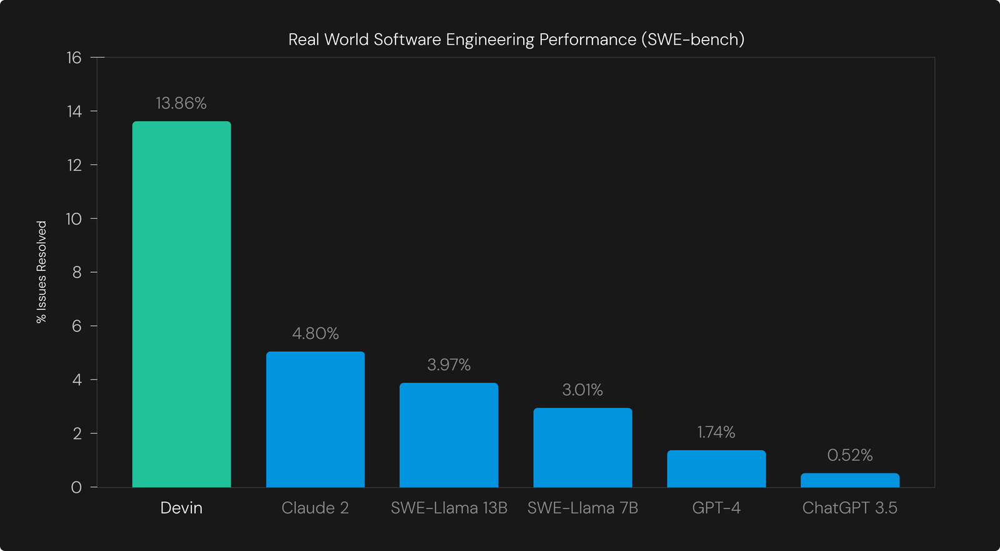 Real World Software Engineering Performance (SWE-bench)
16
14
12
10
8
6
4
2
0
% Issues Resolved
13.86%
4.80%
3.97%
3.01%
1.74%
0.52%
Devin
Claude 2
SWE-Llama 13B
SWE-Llama 7B
GPT-4
ChatGPT 3.5